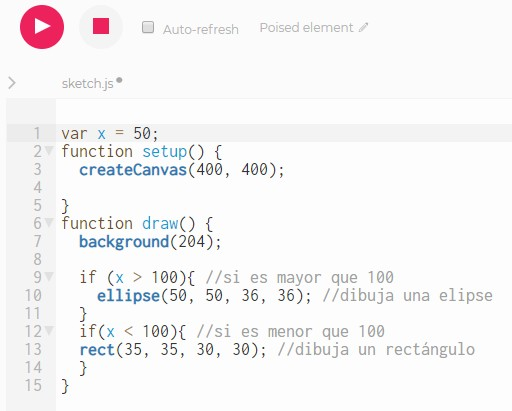 Auto-refresh Poised element
sketch.js
1 var x = 50;
2 function setup() {
3 createCanvas(400, 400);
4
5 }
6 function draw() {
7 background(204);
8
9 if (x > 100){ //si es mayor que 100
10 ellipse(50, 50, 36, 36); //dibuja una elipse
11 }
12 if(x < 100){ //si es menor que 100
13 rect(35, 35, 30, 30); //dibuja un rectángulo
14 }
15 }